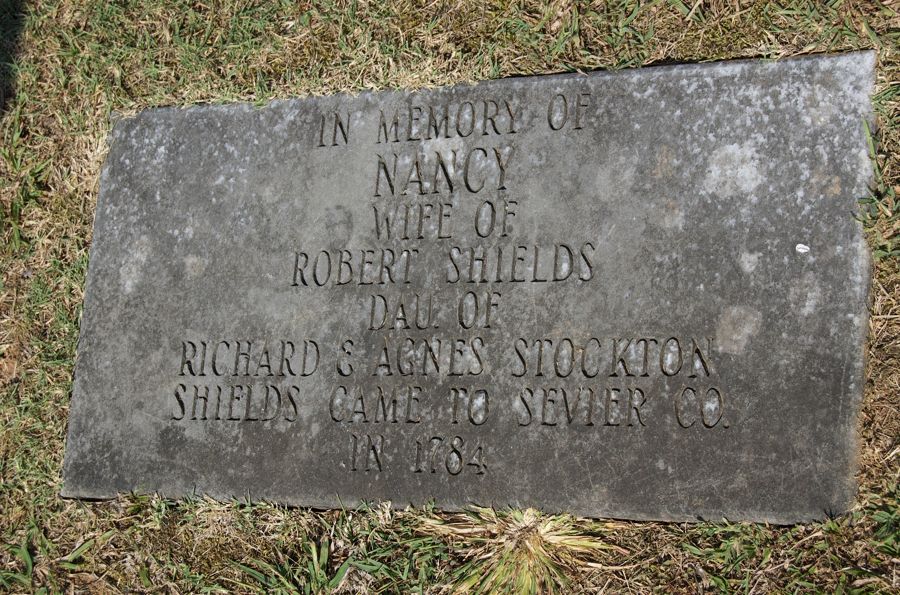 IN MEMORY OF
NANCY
WIFE OF
ROBERT SHIELDS
DAU. OF
RICHARD & AGNES STOCKTON
SHIELDS CAME TO SEVIER CO.
IN 1784